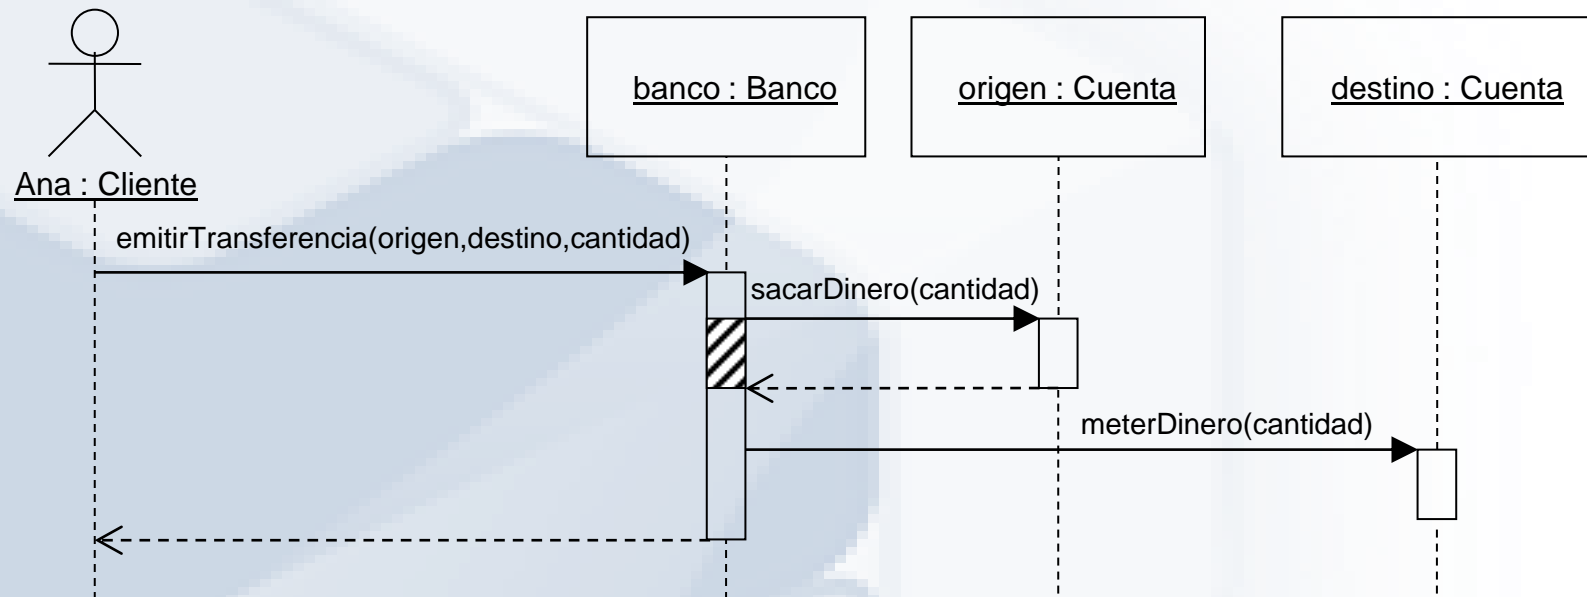 banco : Banco
origen : Cuenta
destino : Cuenta
Ana : Cliente
emitirTransferencia(origen,destino,cantidad)
sacarDinero(cantidad)
meterDinero(cantidad)